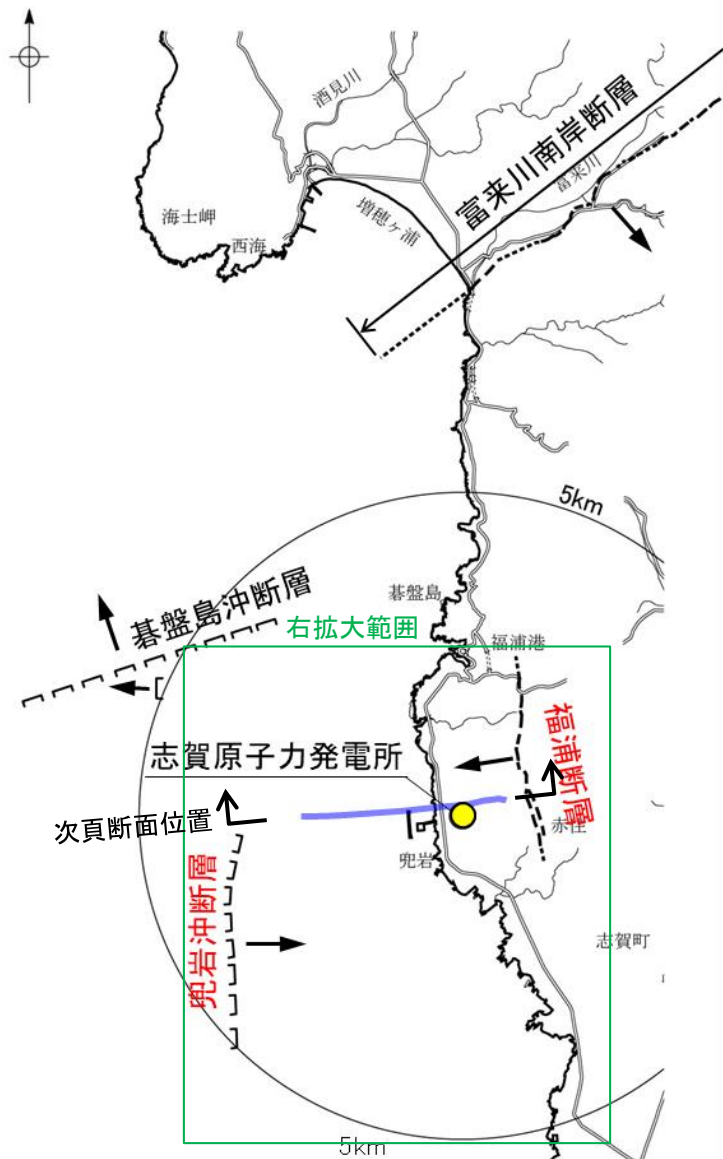 酒見川
富来川南岸断層
富来川
海士岬
西海
増穂ヶ浦
5km
碁盤島
碁盤島沖断層
右拡大範囲
福浦港
福浦断層
志賀原子力発電所
次頁断面位置
赤住
兜岩
兜岩沖断層
志賀町
5km